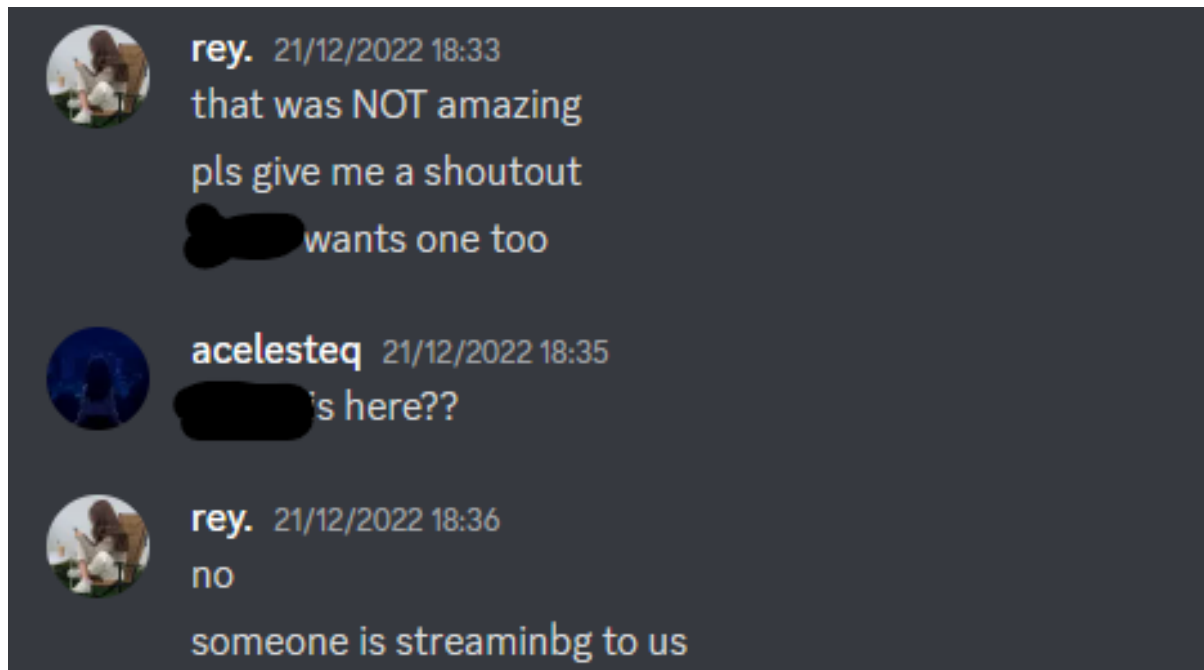 rey. 21/12/2022 18:33
that was NOT amazing
pls give me a shoutout
wants one too
acelesteq 21/12/2022 18:35
is here??
rey. 21/12/2022 18:36
no
someone is streaminbg to us